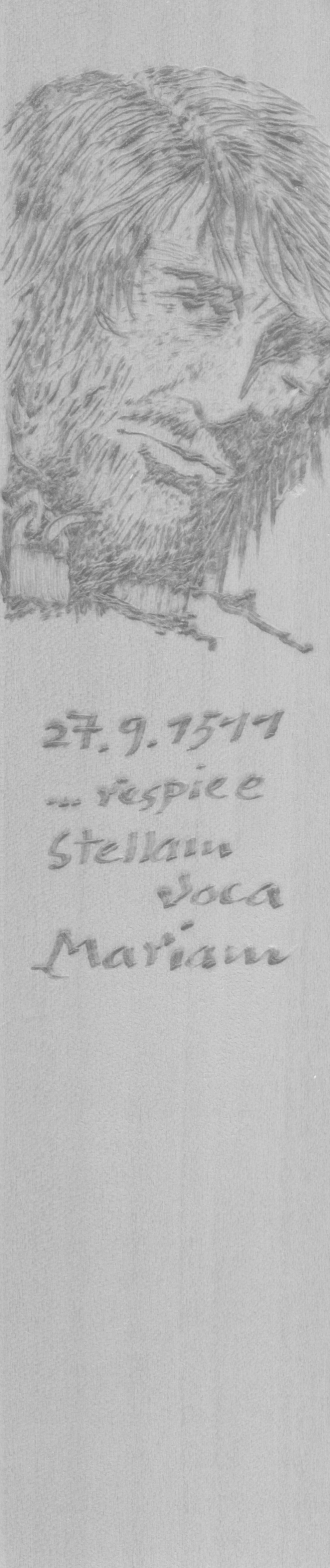 27.9.1511
... respice
Stellam
voca
Mariam